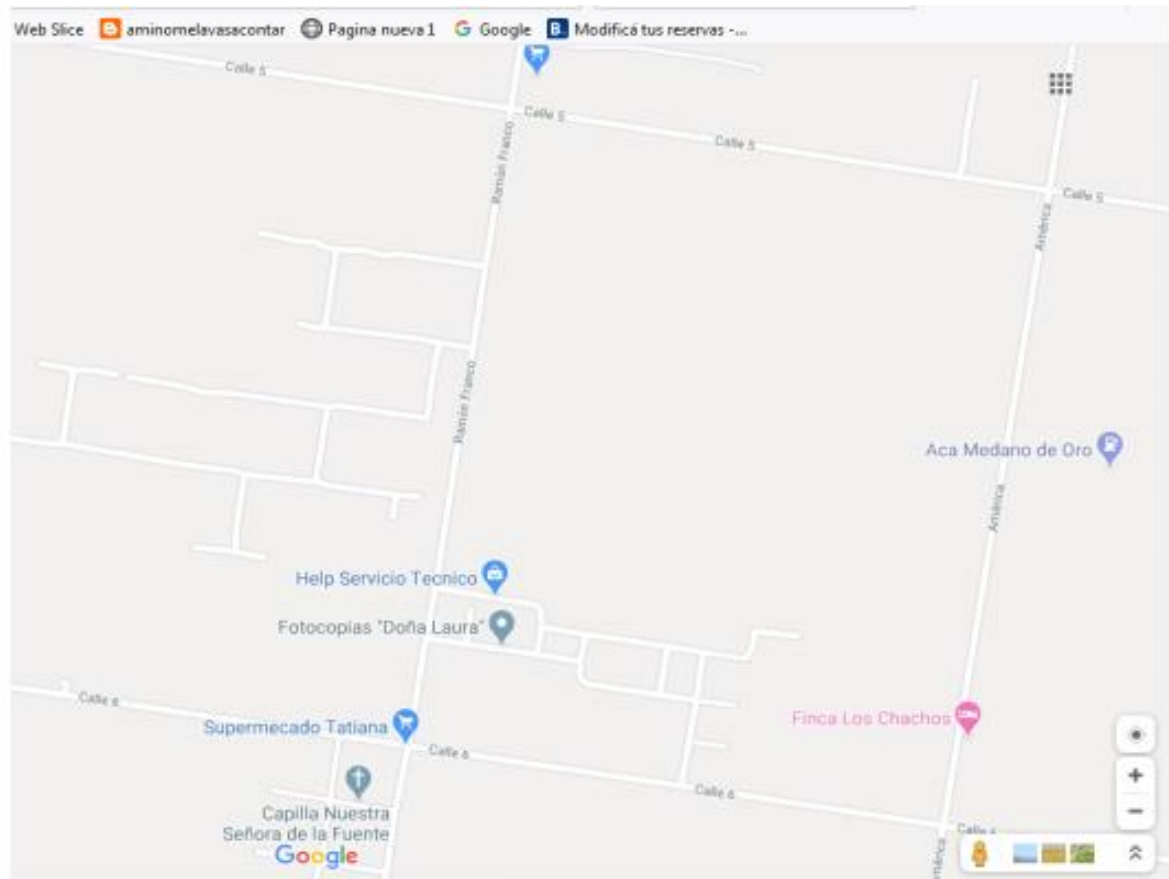 Web Slice
aminomelavasacontar
Pagina nueva 1
Google
Modificá tus reservas -...
Calle 5
Calle 5
Calle 5
Calle 5
Ramón Franco
América
Ramón Franco
Aca Medano de Oro
América
Help Servicio Tecnico
Fotocopias "Doña Laura"
Calle 6
Finca Los Chachos
Supermecado Tatiana
Calle 6
Calle 6
Capilla Nuestra
Señora de la Fuente
Google